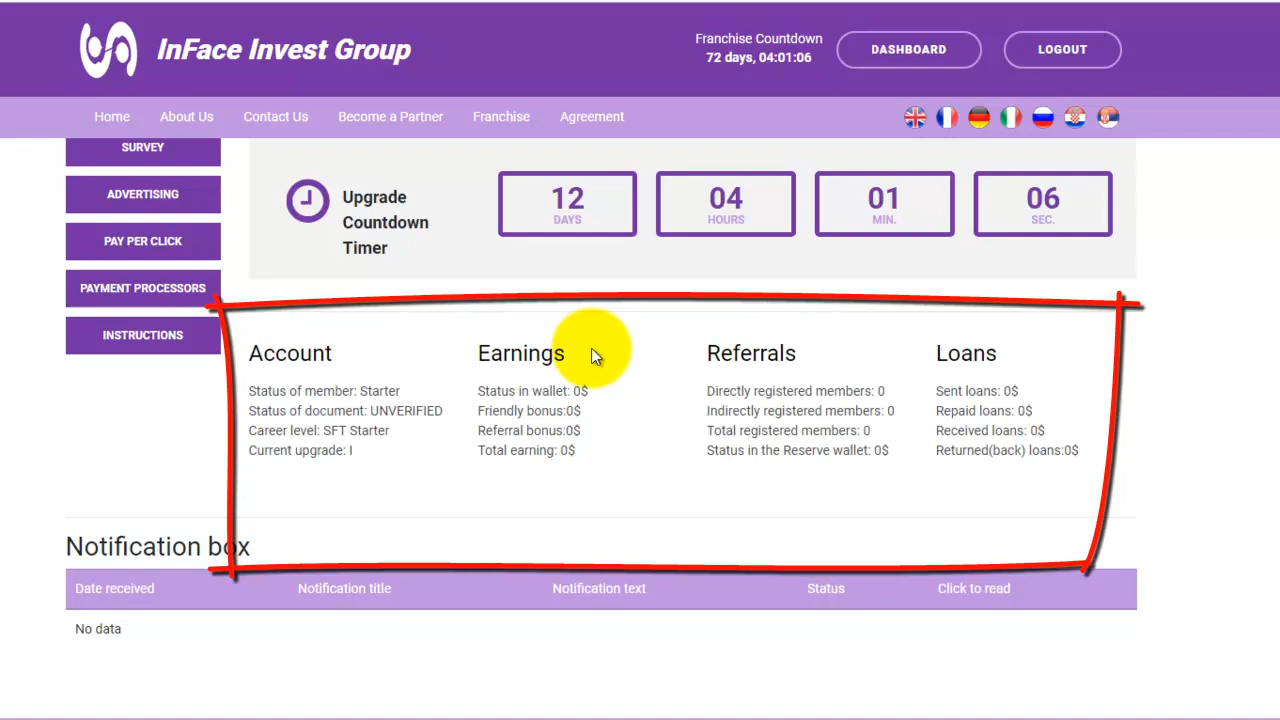 InFace Invest Group
Franchise Countdown
72 days, 04:01:06
DASHBOARD
LOGOUT
Home
About Us
Contact Us
Become a Partner
Franchise
Agreement
SURVEY
ADVERTISING
PAY PER CLICK
PAYMENT PROCESSORS
INSTRUCTIONS
Upgrade
Countdown
Timer
12
DAYS
04
HOURS
01
MIN.
06
SEC.
Account
Status of member: Starter
Status of document: UNVERIFIED
Career level: SFT Starter
Current upgrade: I
Earnings
Status in wallet: 0$
Friendly bonus:0$
Referral bonus:0$
Total earning: 0$
Referrals
Directly registered members: 0
Indirectly registered members: 0
Total registered members: 0
Status in the Reserve wallet: 0$
Loans
Sent loans: 0$
Repaid loans: 0$
Received loans: 0$
Returned(back) loans:0$
Notification box
Date received
Notification title
Notification text
Status
Click to read
No data